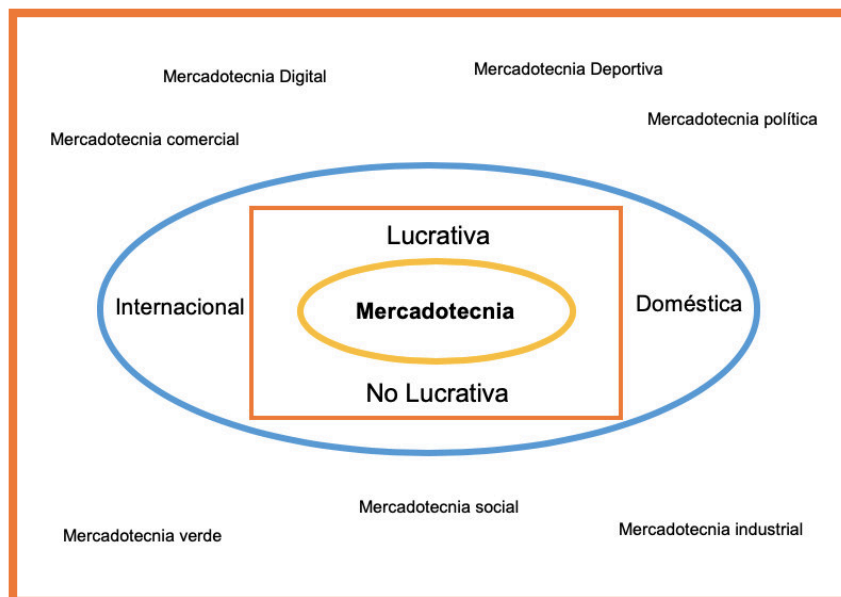 Mercadotecnia Digital
Mercadotecnia Deportiva
Mercadotecnia política
Mercadotecnia comercial
Lucrativa
Internacional
Mercadotecnia
Doméstica
No Lucrativa
Mercadotecnia social
Mercadotecnia verde
Mercadotecnia industrial